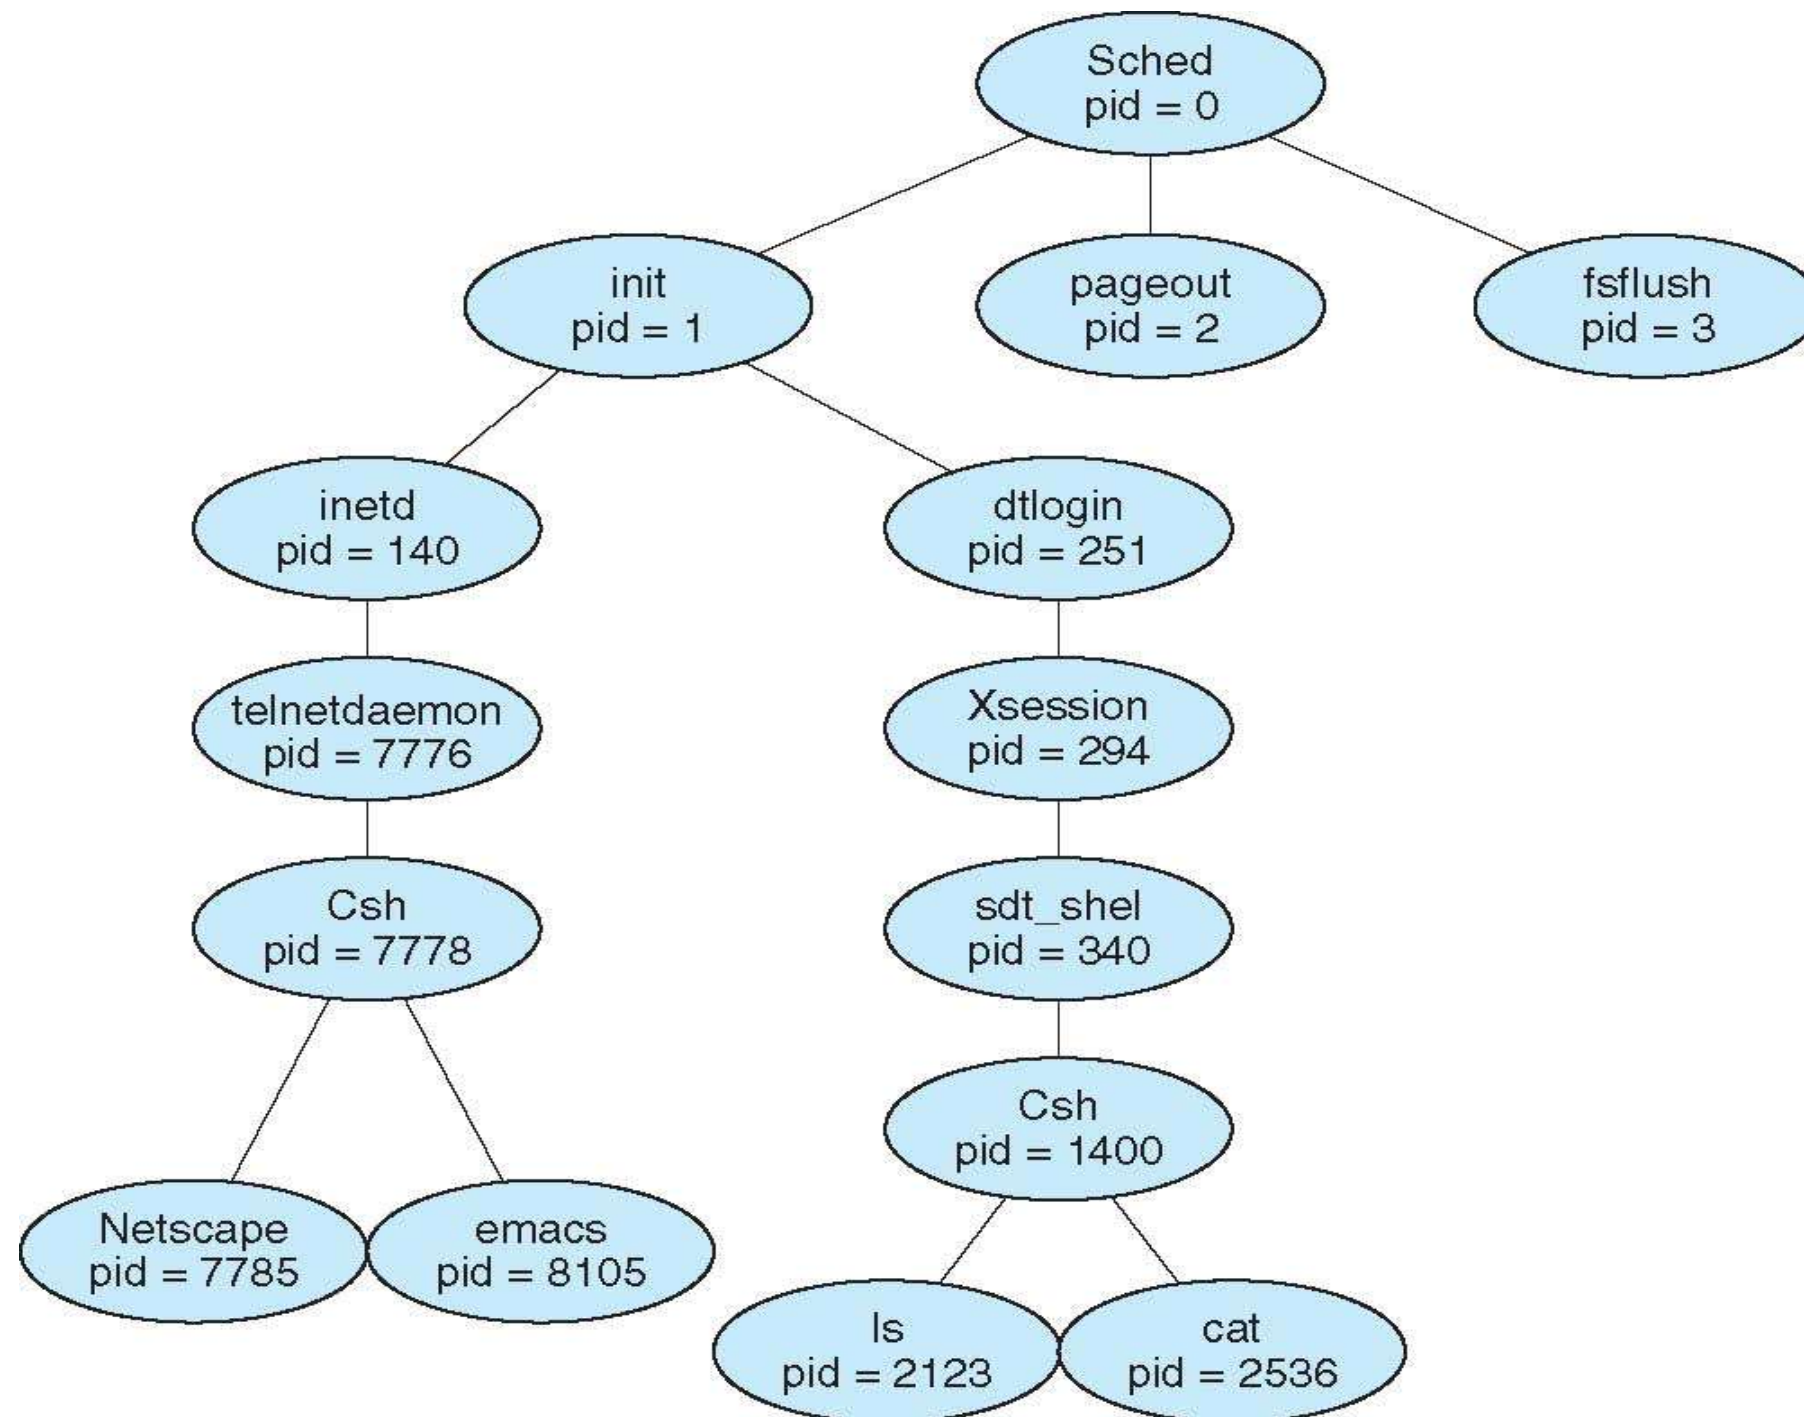 Sched
pid = 0
init
pid = 1
pageout
pid = 2
fsflush
pid = 3
inetd
pid = 140
dtlogin
pid = 251
telnetdaemon
pid = 7776
Xsession
pid = 294
Csh
pid = 7778
sdt_shel
pid = 340
Csh
pid = 1400
Netscape
pid = 7785
emacs
pid = 8105
ls
pid = 2123
cat
pid = 2536